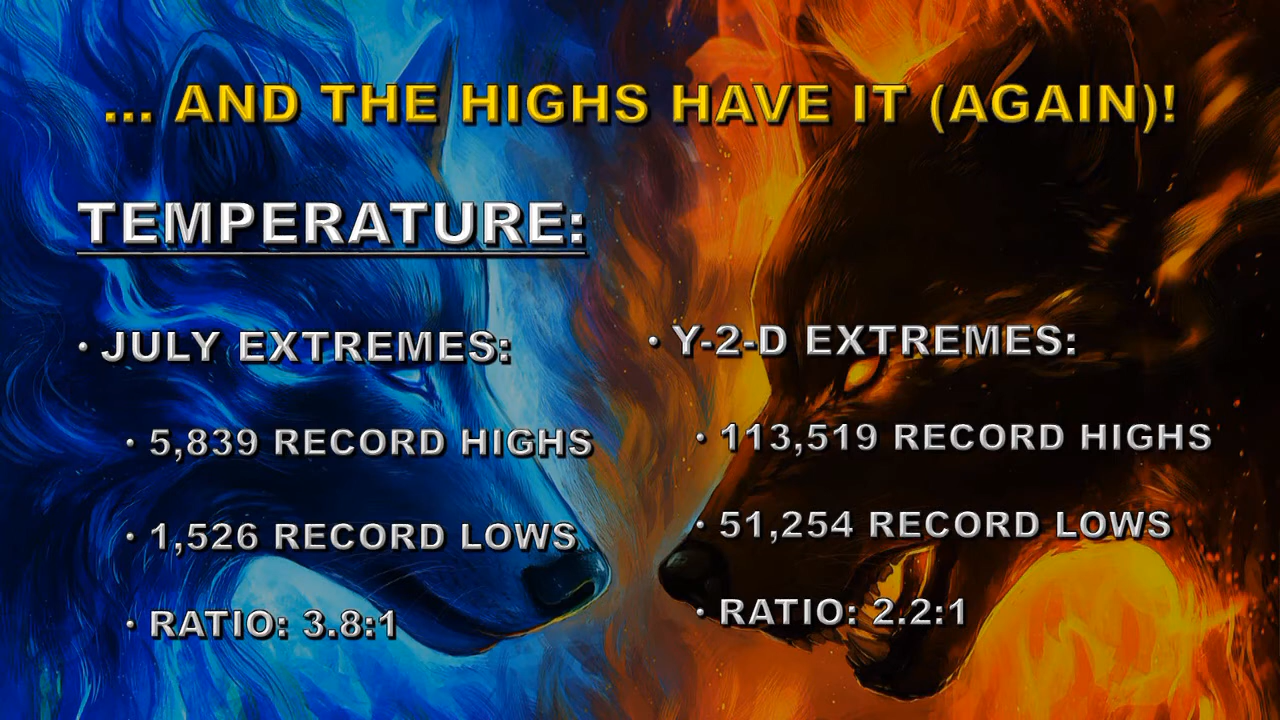 ... AND THE HIGHS HAVE IT (AGAIN)!
TEMPERATURE:
• JULY EXTREMES:
• 5,839 RECORD HIGHS
• 1,526 RECORD LOWS
• RATIO: 3.8:1
• Y-2-D EXTREMES:
• 113,519 RECORD HIGHS
• 51,254 RECORD LOWS
• RATIO: 2.2:1